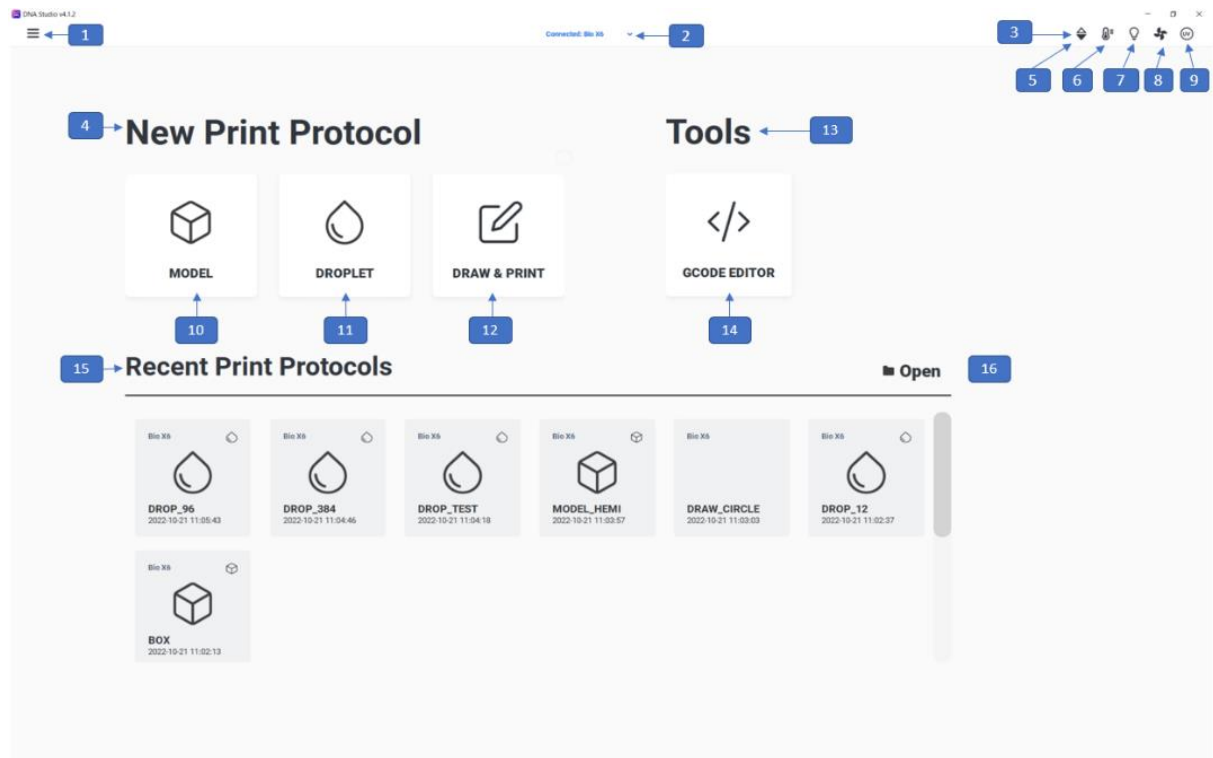 DNA Studio v4.1.2
1
Connected: Bio X6
2
3
5
6
7
8
9
4
New Print Protocol
Tools
13
MODEL
DROPLET
DRAW & PRINT
</>
GCODE EDITOR
10
11
12
14
15
Recent Print Protocols
Open
16
Bio X6
Bio X6
Bio X6
Bio X6
Bio X6
Bio X6
DROP_96
2022-10-21 11:05:43
DROP_384
2022-10-21 11:04:46
DROP_TEST
2022-10-21 11:04:18
MODEL_HEMI
2022-10-21 11:03:57
DRAW_CIRCLE
2022-10-21 11:03:03
DROP_12
2022-10-21 11:02:37
Bio X6
BOX
2022-10-21 11:02:13
UV